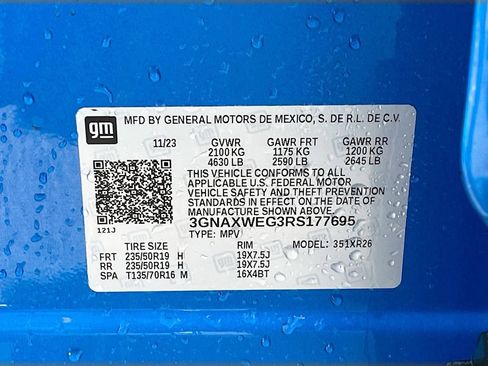 gm
MFD BY GENERAL MOTORS DE MEXICO, S. DE R.L. DE C.V.
11/23 GVWR GAWR FRT GAWR RR
2100 KG 1175 KG 1200 KG
4630 LB 2590 LB 2645 LB
THIS VEHICLE CONFORMS TO ALL
APPLICABLE U.S. FEDERAL MOTOR
VEHICLE SAFETY AND THEFT PREVENTION
STANDARDS IN EFFECT ON THE DATE OF
MANUFACTURE SHOWN ABOVE.
3GNAXWEG3RS177695
121J
TYPE: MPV MODEL: 351XR26
TIRE SIZE RIM
FRT 235/50R19 H 19X7.5J
RR 235/50R19 H 19X7.5J
SPA T135/70R16 M 16X4BT